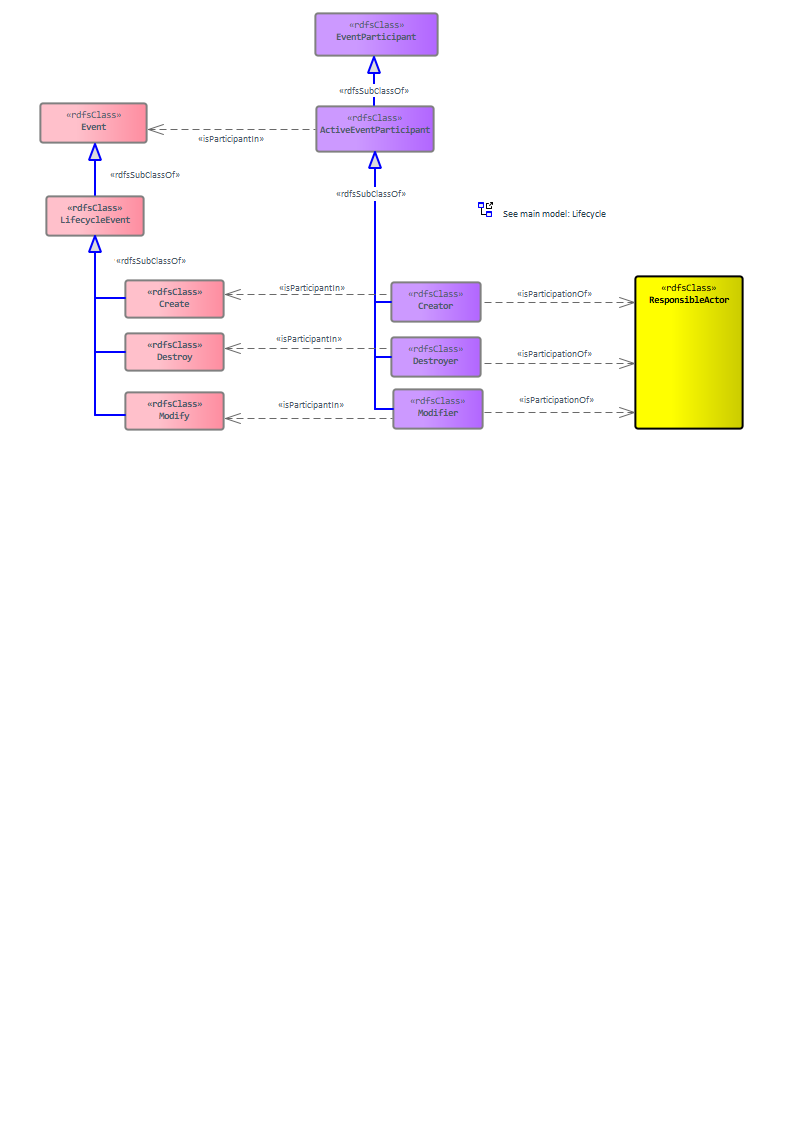 «rdfsClass»
EventParticipant
«rdfsSubClassOf»
«rdfsClass»
Event
«isParticipantIn»
«rdfsClass»
ActiveEventParticipant
«rdfsSubClassOf»
«rdfsSubClassOf»
«rdfsClass»
LifecycleEvent
See main model: Lifecycle
«rdfsSubClassOf»
«rdfsClass»
Create
«isParticipantIn»
«rdfsClass»
Creator
«isParticipationOf»
«rdfsClass»
ResponsibleActor
«rdfsClass»
Destroy
«isParticipantIn»
«rdfsClass»
Destroyer
«isParticipationOf»
«rdfsClass»
Modify
«isParticipantIn»
«rdfsClass»
Modifier
«isParticipationOf»